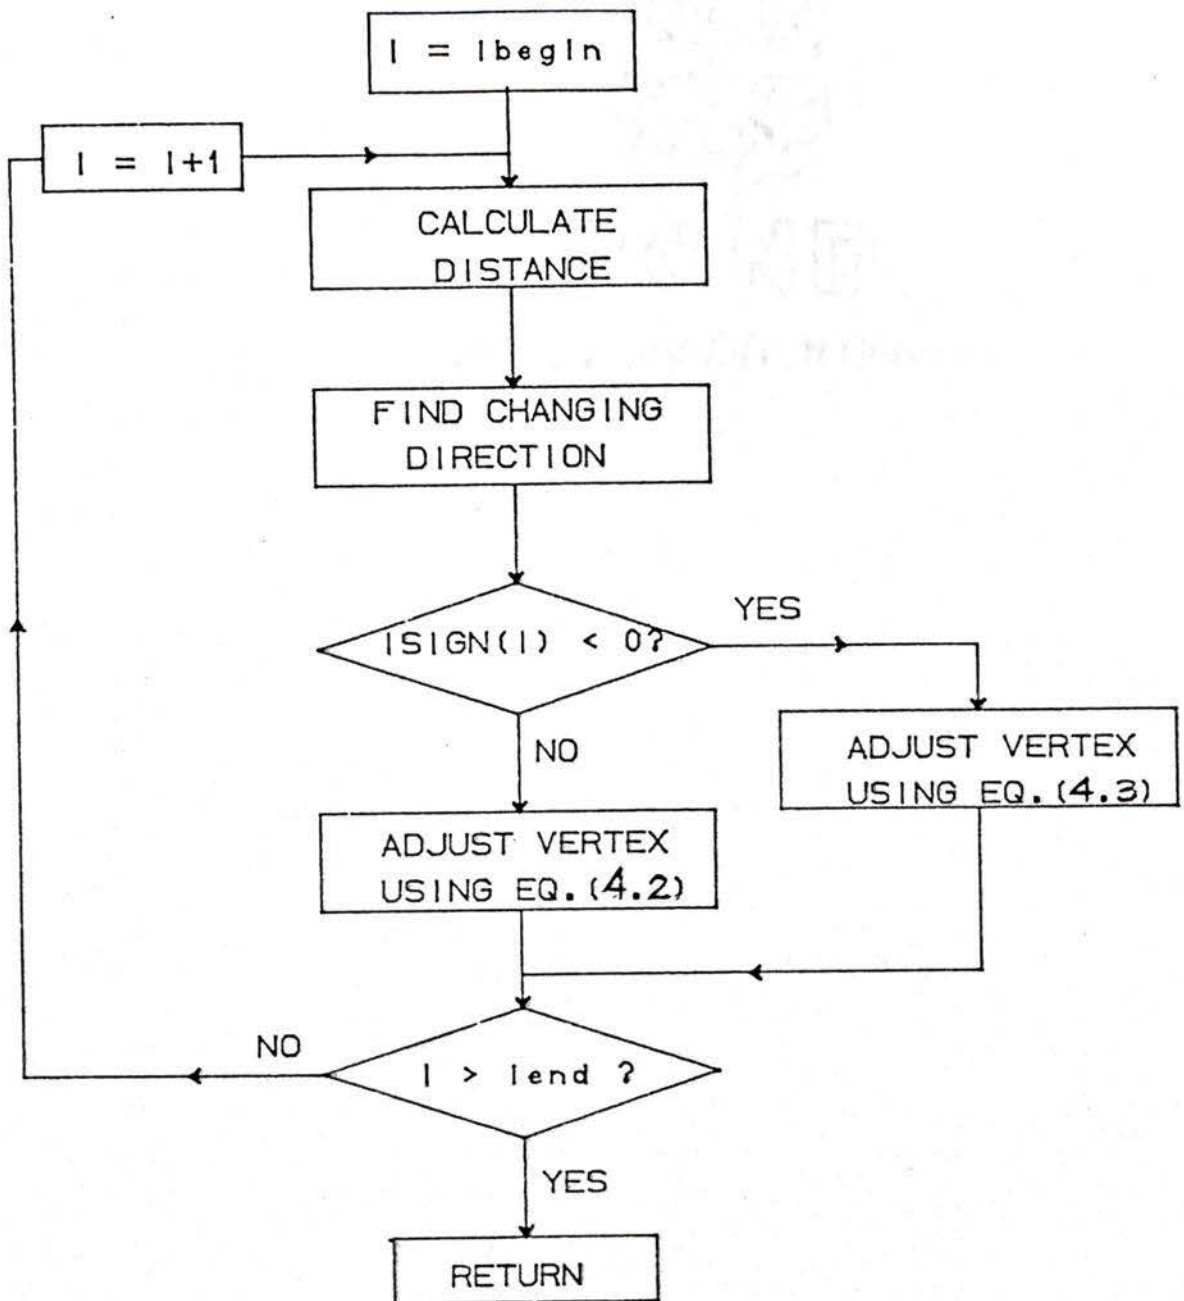 I = Ibegin
I = I+1
CALCULATE
DISTANCE
FIND CHANGING
DIRECTION
ISIGN(I) < 0?
YES
NO
ADJUST VERTEX
USING EQ.(4.3)
ADJUST VERTEX
USING EQ.(4.2)
NO
I > Iend ?
YES
RETURN